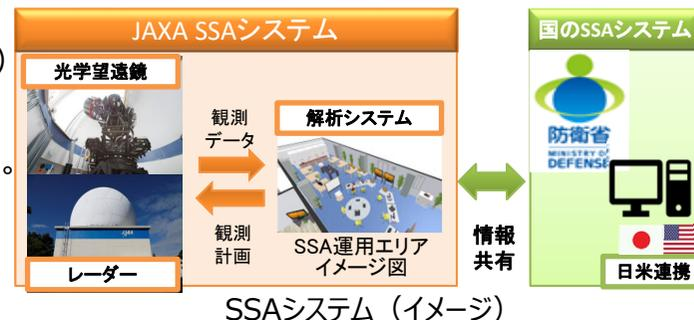 JAXA SSAシステム
光学望遠鏡
レーダー
観測
データ
観測
計画
解析システム
SSA運用エリア
イメージ図
情報
共有
国のSSAシステム
防衛省
MINISTRY OF
DEFENSE
日米連携
SSAシステム（イメージ）
)
。